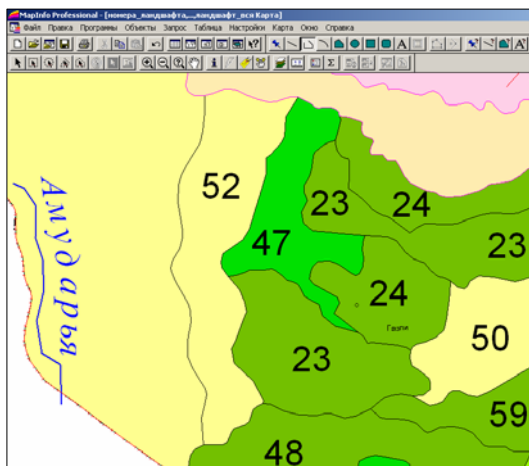 MapInfo Professional - [номера_ландшафта,...,ландшафт_вся Карта]
Файл Правка Программы Объекты Запрос Таблица Настройки Карта Окно Справка
52
23
24
47
23
24
Газли
50
23
59
48
Амударья